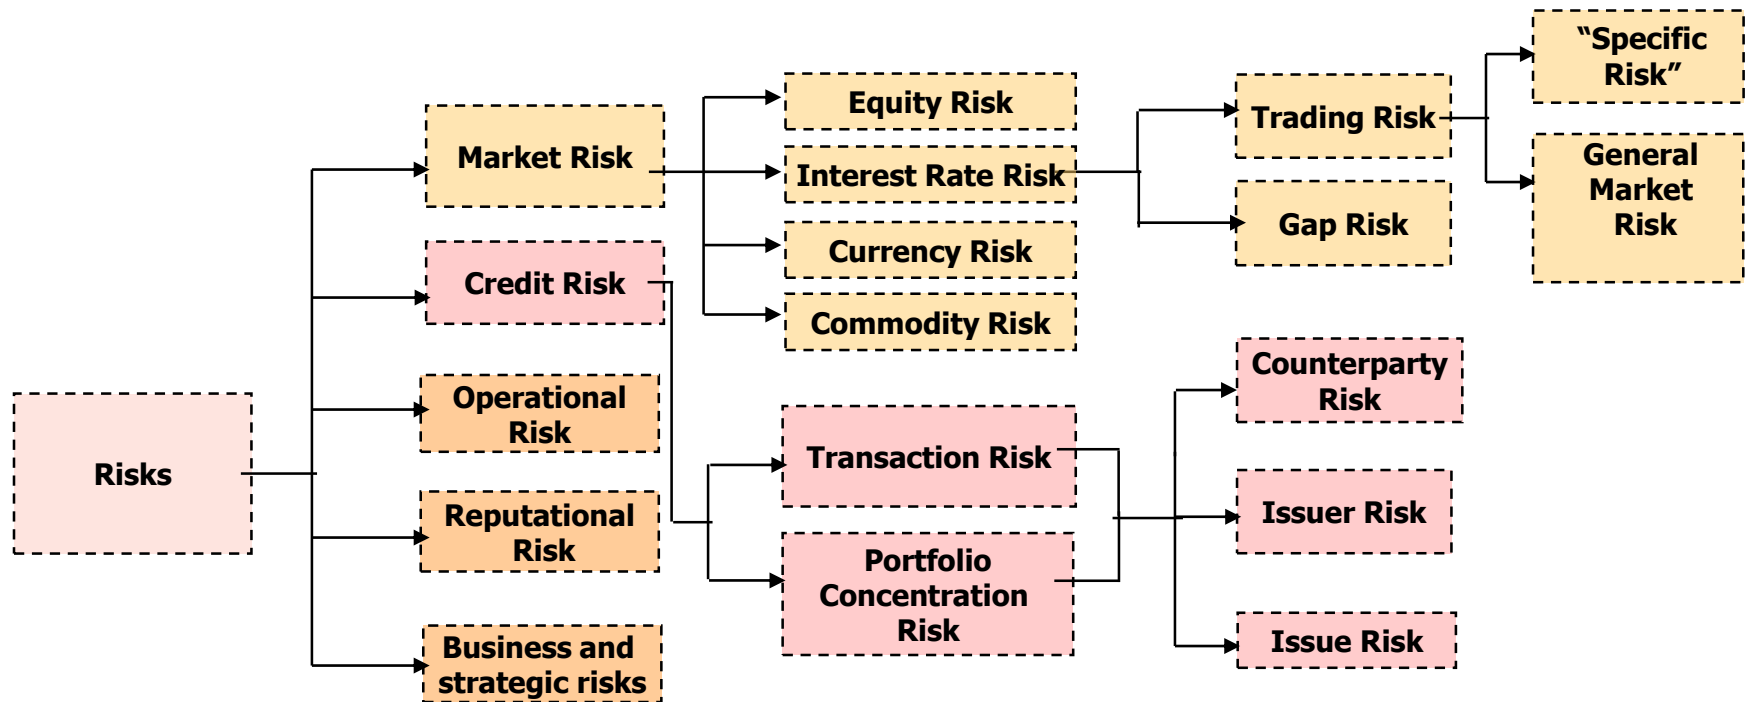 Risks
Market Risk
Credit Risk
Operational
Risk
Reputational
Risk
Business and
strategic risks
Equity Risk
Interest Rate Risk
Currency Risk
Commodity Risk
Transaction Risk
Portfolio
Concentration
Risk
Trading Risk
Gap Risk
Counterparty
Risk
Issuer Risk
Issue Risk
“Specific
Risk”
General
Market
Risk